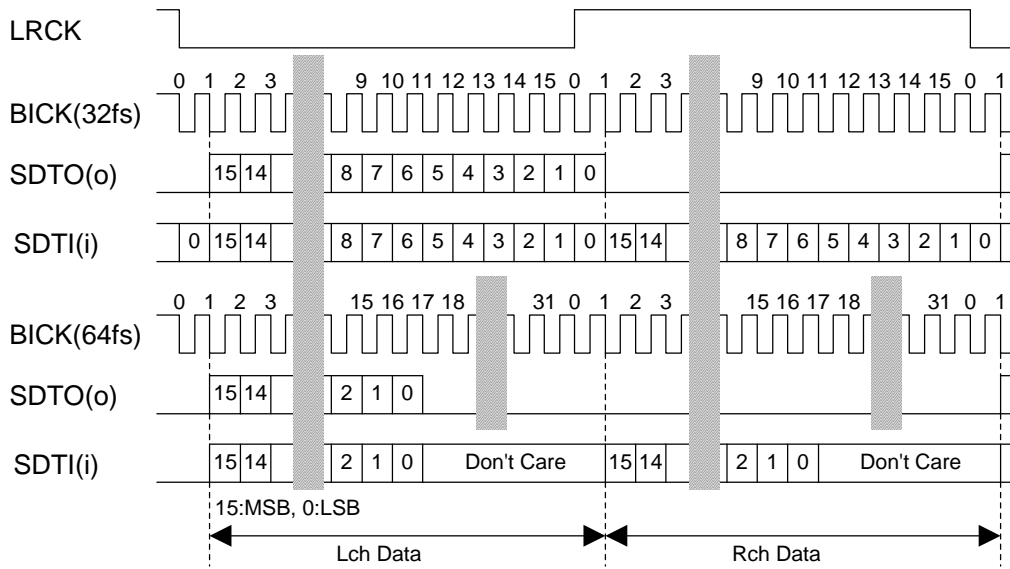 LRCK
0 1 2 3 9 10 11 12 13 14 15 0 1 2 3 9 10 11 12 13 14 15 0 1
BICK(32fs)
SDTO(o) 15 14 8 7 6 5 4 3 2 1 0
SDTI(i) 0 15 14 8 7 6 5 4 3 2 1 0 15 14 8 7 6 5 4 3 2 1 0
0 1 2 3 15 16 17 18 31 0 1 2 3 15 16 17 18 31 0 1
BICK(64fs)
SDTO(o) 15 14 2 1 0
SDTI(i) 15 14 2 1 0 Don't Care 15 14 2 1 0 Don't Care
15:MSB, 0:LSB
Lch Data Rch Data